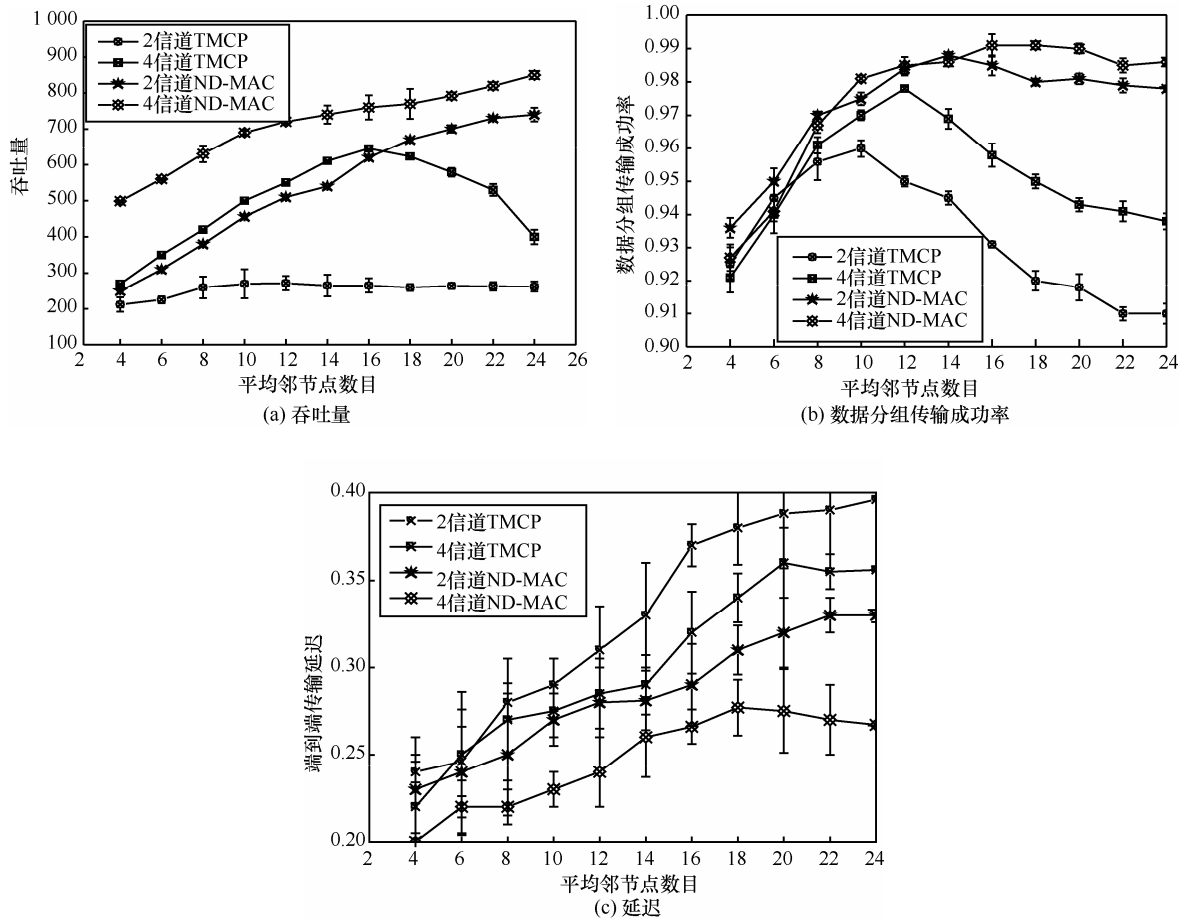 1 000
900
800
700
600
500
400
300
200
100
吞吐量
2信道TMCP
4信道TMCP
2信道ND-MAC
4信道ND-MAC
2 4 6 8 10 12 14 16 18 20 22 24 26
平均邻节点数目
(a) 吞吐量
1.00
0.99
0.98
0.97
0.96
0.95
0.94
0.93
0.92
0.91
0.90
数据分组传输成功率
2信道TMCP
4信道TMCP
2信道ND-MAC
4信道ND-MAC
2 4 6 8 10 12 14 16 18 20 22 24
平均邻节点数目
(b) 数据分组传输成功率
0.40
0.35
0.30
0.25
0.20
端到端传输延迟
2信道TMCP
4信道TMCP
2信道ND-MAC
4信道ND-MAC
2 4 6 8 10 12 14 16 18 20 22 24
平均邻节点数目
(c) 延迟